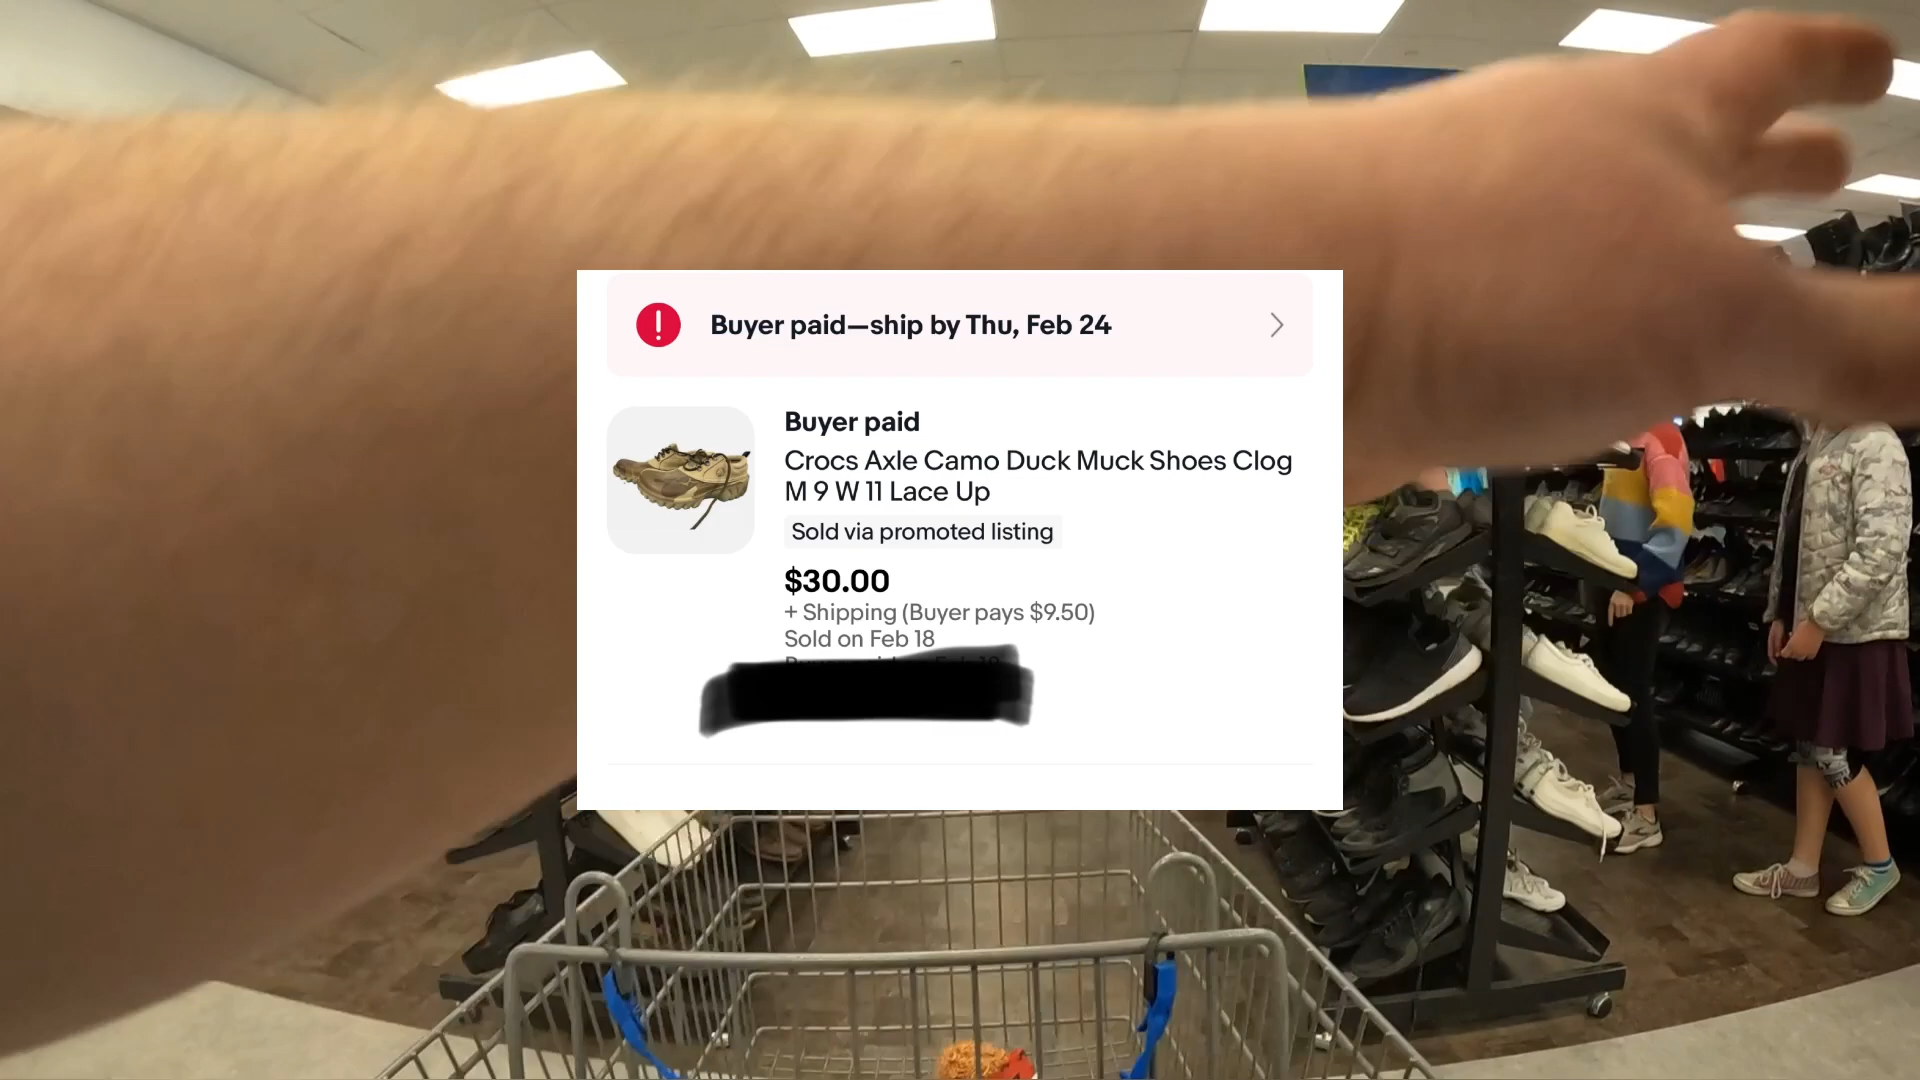 Buyer paid—ship by Thu, Feb 24
Buyer paid
Crocs Axle Camo Duck Muck Shoes Clog
M 9 W 11 Lace Up
Sold via promoted listing
$30.00
+ Shipping (Buyer pays $9.50)
Sold on Feb 18